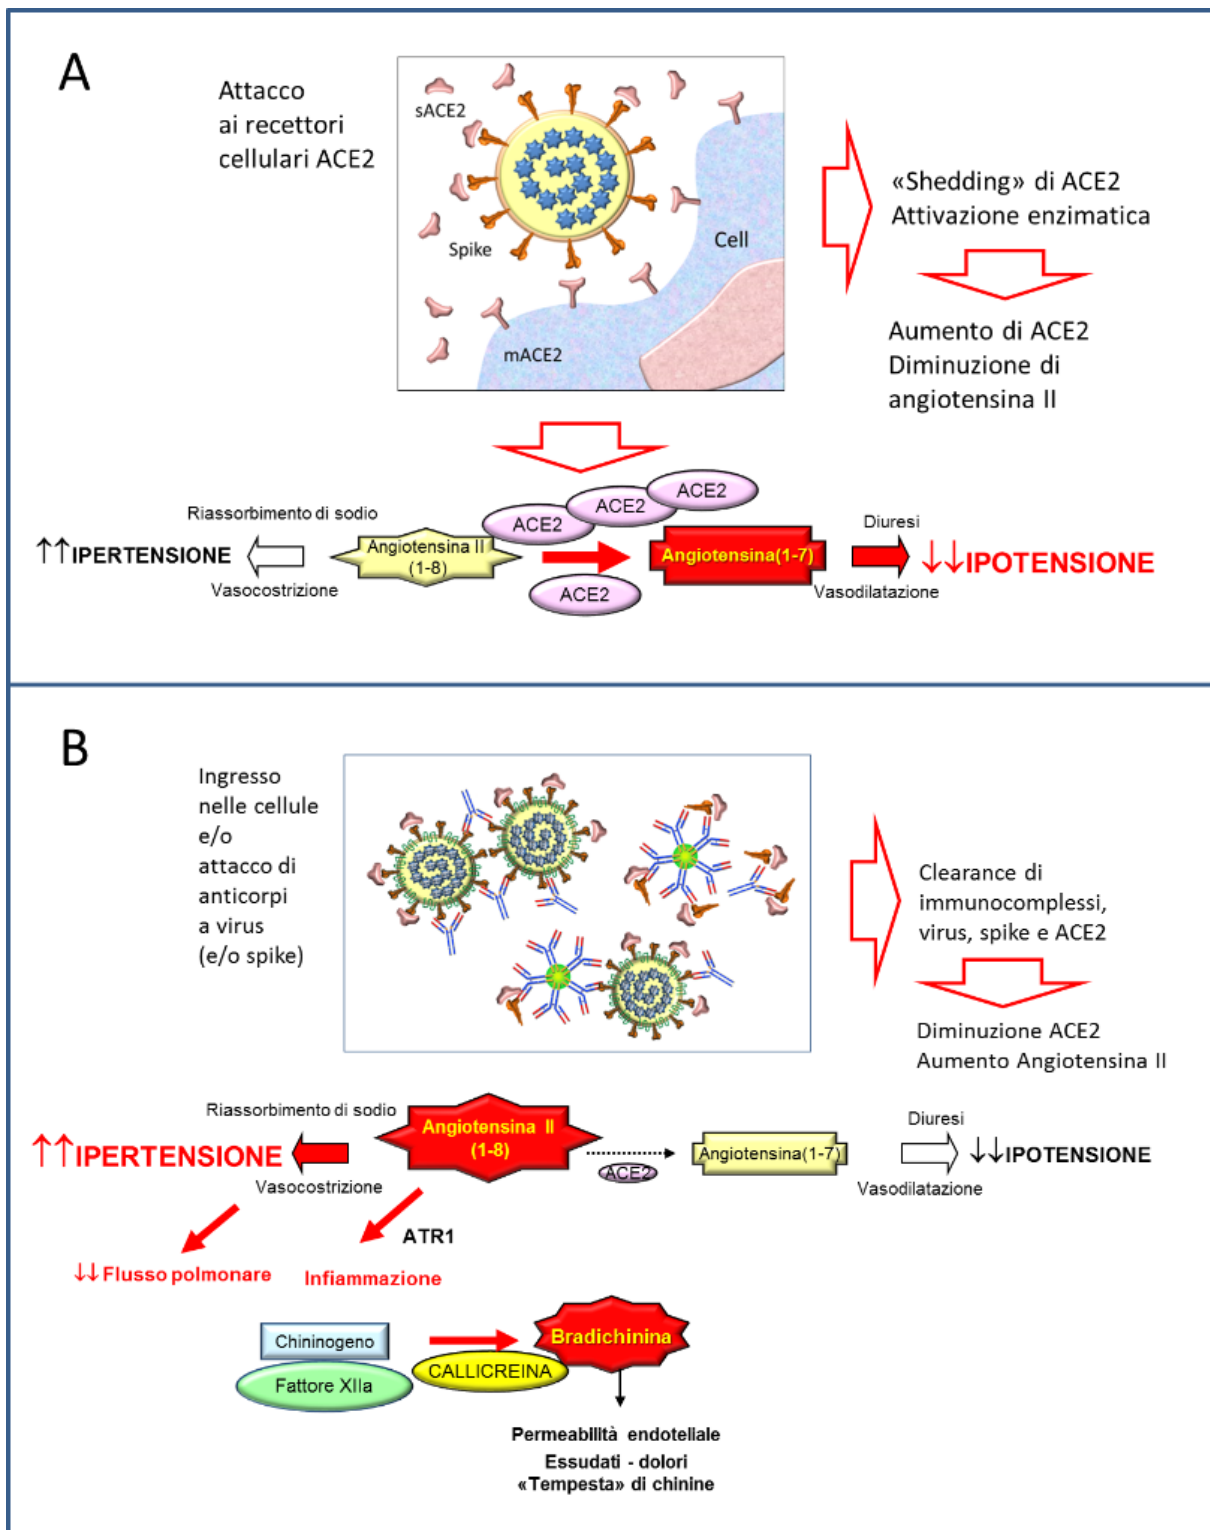 A
Attacco
ai recettori
cellulari ACE2
sACE2
Spike
Cell
mACE2
«Shedding» di ACE2
Attivazione enzimatica
Aumento di ACE2
Diminuzione di
angiotensina II
Riassorbimento di sodio
↑↑IPERTENSIONE
Vasocostrizione
Angiotensina II
(1-8)
ACE2
ACE2
ACE2
ACE2
Angiotensina(1-7)
Diuresi
Vasodilatazione
↓↓IPOTENSIONE
B
Ingresso
nelle cellule
e/o
attacco di
anticorpi
a virus
(e/o spike)
Clearance di
immunocomplessi,
virus, spike e ACE2
Diminuzione ACE2
Aumento Angiotensina II
Riassorbimento di sodio
↑↑IPERTENSIONE
Vasocostrizione
Angiotensina II
(1-8)
ACE2
Angiotensina(1-7)
Diuresi
Vasodilatazione
↓↓IPOTENSIONE
ATR1
↓↓ Flusso polmonare
Infiammazione
Chininogeno
Fattore XIIa
CALLICREINA
Bradichinina
Permeabilità endoteliale
Essudati - dolori
«Tempesta» di chinine